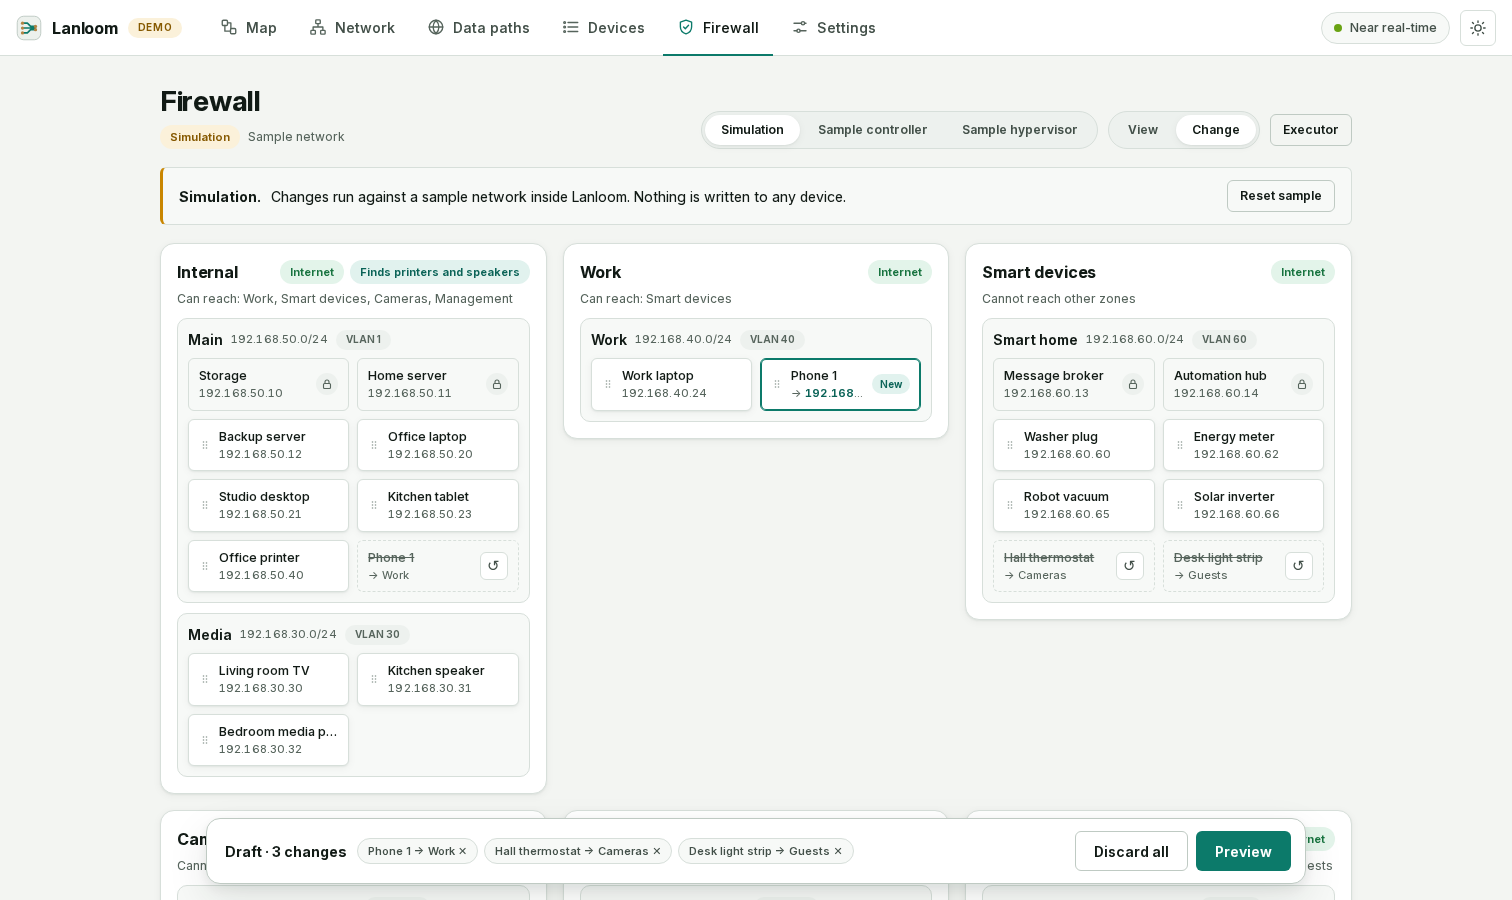 Lanloom DEMO Map Network Data paths Devices Firewall Settings Near real-time
Firewall
Simulation Sample network
Simulation Sample controller Sample hypervisor View Change Executor
Simulation. Changes run against a sample network inside Lanloom. Nothing is written to any device. Reset sample
Internal Internet Finds printers and speakers
Can reach: Work, Smart devices, Cameras, Management
Main 192.168.50.0/24 VLAN 1
Storage
192.168.50.10
Home server
192.168.50.11
Backup server
192.168.50.12
Office laptop
192.168.50.20
Studio desktop
192.168.50.21
Kitchen tablet
192.168.50.23
Office printer
192.168.50.40
Phone 1
→ Work
↺
Media 192.168.30.0/24 VLAN 30
Living room TV
192.168.30.30
Kitchen speaker
192.168.30.31
Bedroom media p...
192.168.30.32
Work Internet
Can reach: Smart devices
Work 192.168.40.0/24 VLAN 40
Work laptop
192.168.40.24
Phone 1
→ 192.168...
New
Smart devices Internet
Cannot reach other zones
Smart home 192.168.60.0/24 VLAN 60
Message broker
192.168.60.13
Automation hub
192.168.60.14
Washer plug
192.168.60.60
Energy meter
192.168.60.62
Robot vacuum
192.168.60.65
Solar inverter
192.168.60.66
Hall thermostat
→ Cameras
↺
Desk light strip
→ Guests
↺
Draft · 3 changes Phone 1 → Work × Hall thermostat → Cameras × Desk light strip → Guests × Discard all Preview